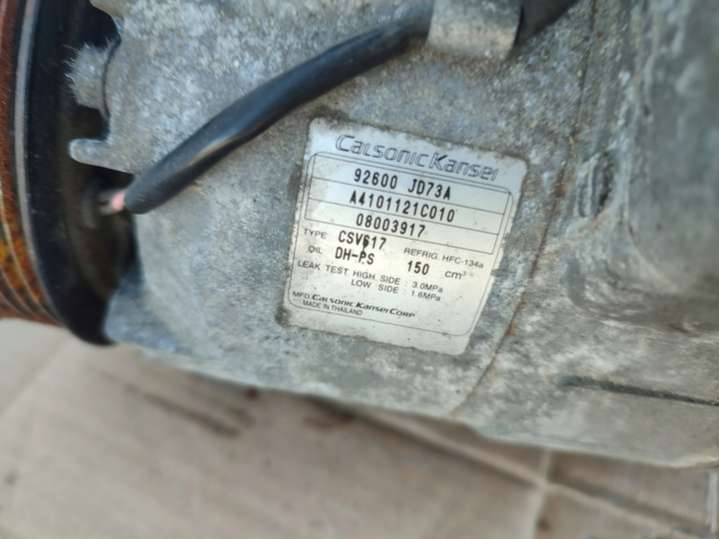 CalsonicKansei
92600 JD73A
A4101121C010
08003917
TYPE CSV617 REFRIG. HFC-134a
OIL DH-PS 150 cm³
LEAK TEST HIGH SIDE : 3.0MPa
LOW SIDE : 1.6MPa
MFD. CalsonicKansei Corp.
MADE IN THAILAND